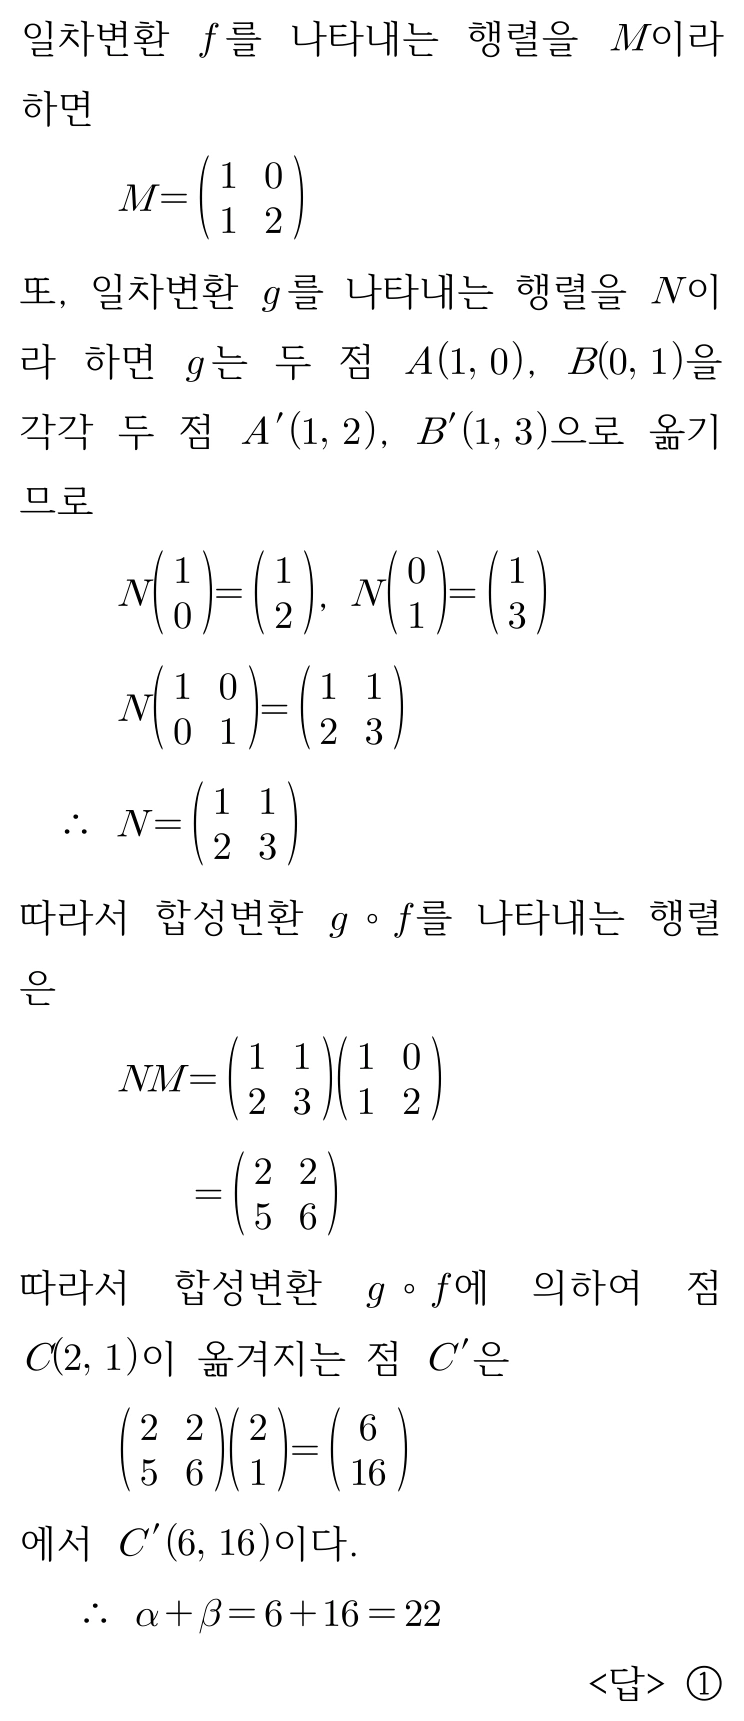 일차변환 f를 나타내는 행렬을 M이라
하면
M=(1 0
1 2)
또, 일차변환 g를 나타내는 행렬을 N이
라 하면 g는 두 점 A(1, 0), B(0, 1)을
각각 두 점 A′(1, 2), B′(1, 3)으로 옮기
므로
N(1
0)=(1
2), N(0
1)=(1
3)
N(1 0
0 1)=(1 1
2 3)
∴ N=(1 1
2 3)
따라서 합성변환 g∘f를 나타내는 행렬
은
NM=(1 1
2 3)(1 0
1 2)
=(2 2
5 6)
따라서 합성변환 g∘f에 의하여 점
C(2, 1)이 옮겨지는 점 C′은
(2 2
5 6)(2
1)=(6
16)
에서 C′(6, 16)이다.
∴ α+β=6+16=22
<답> ①